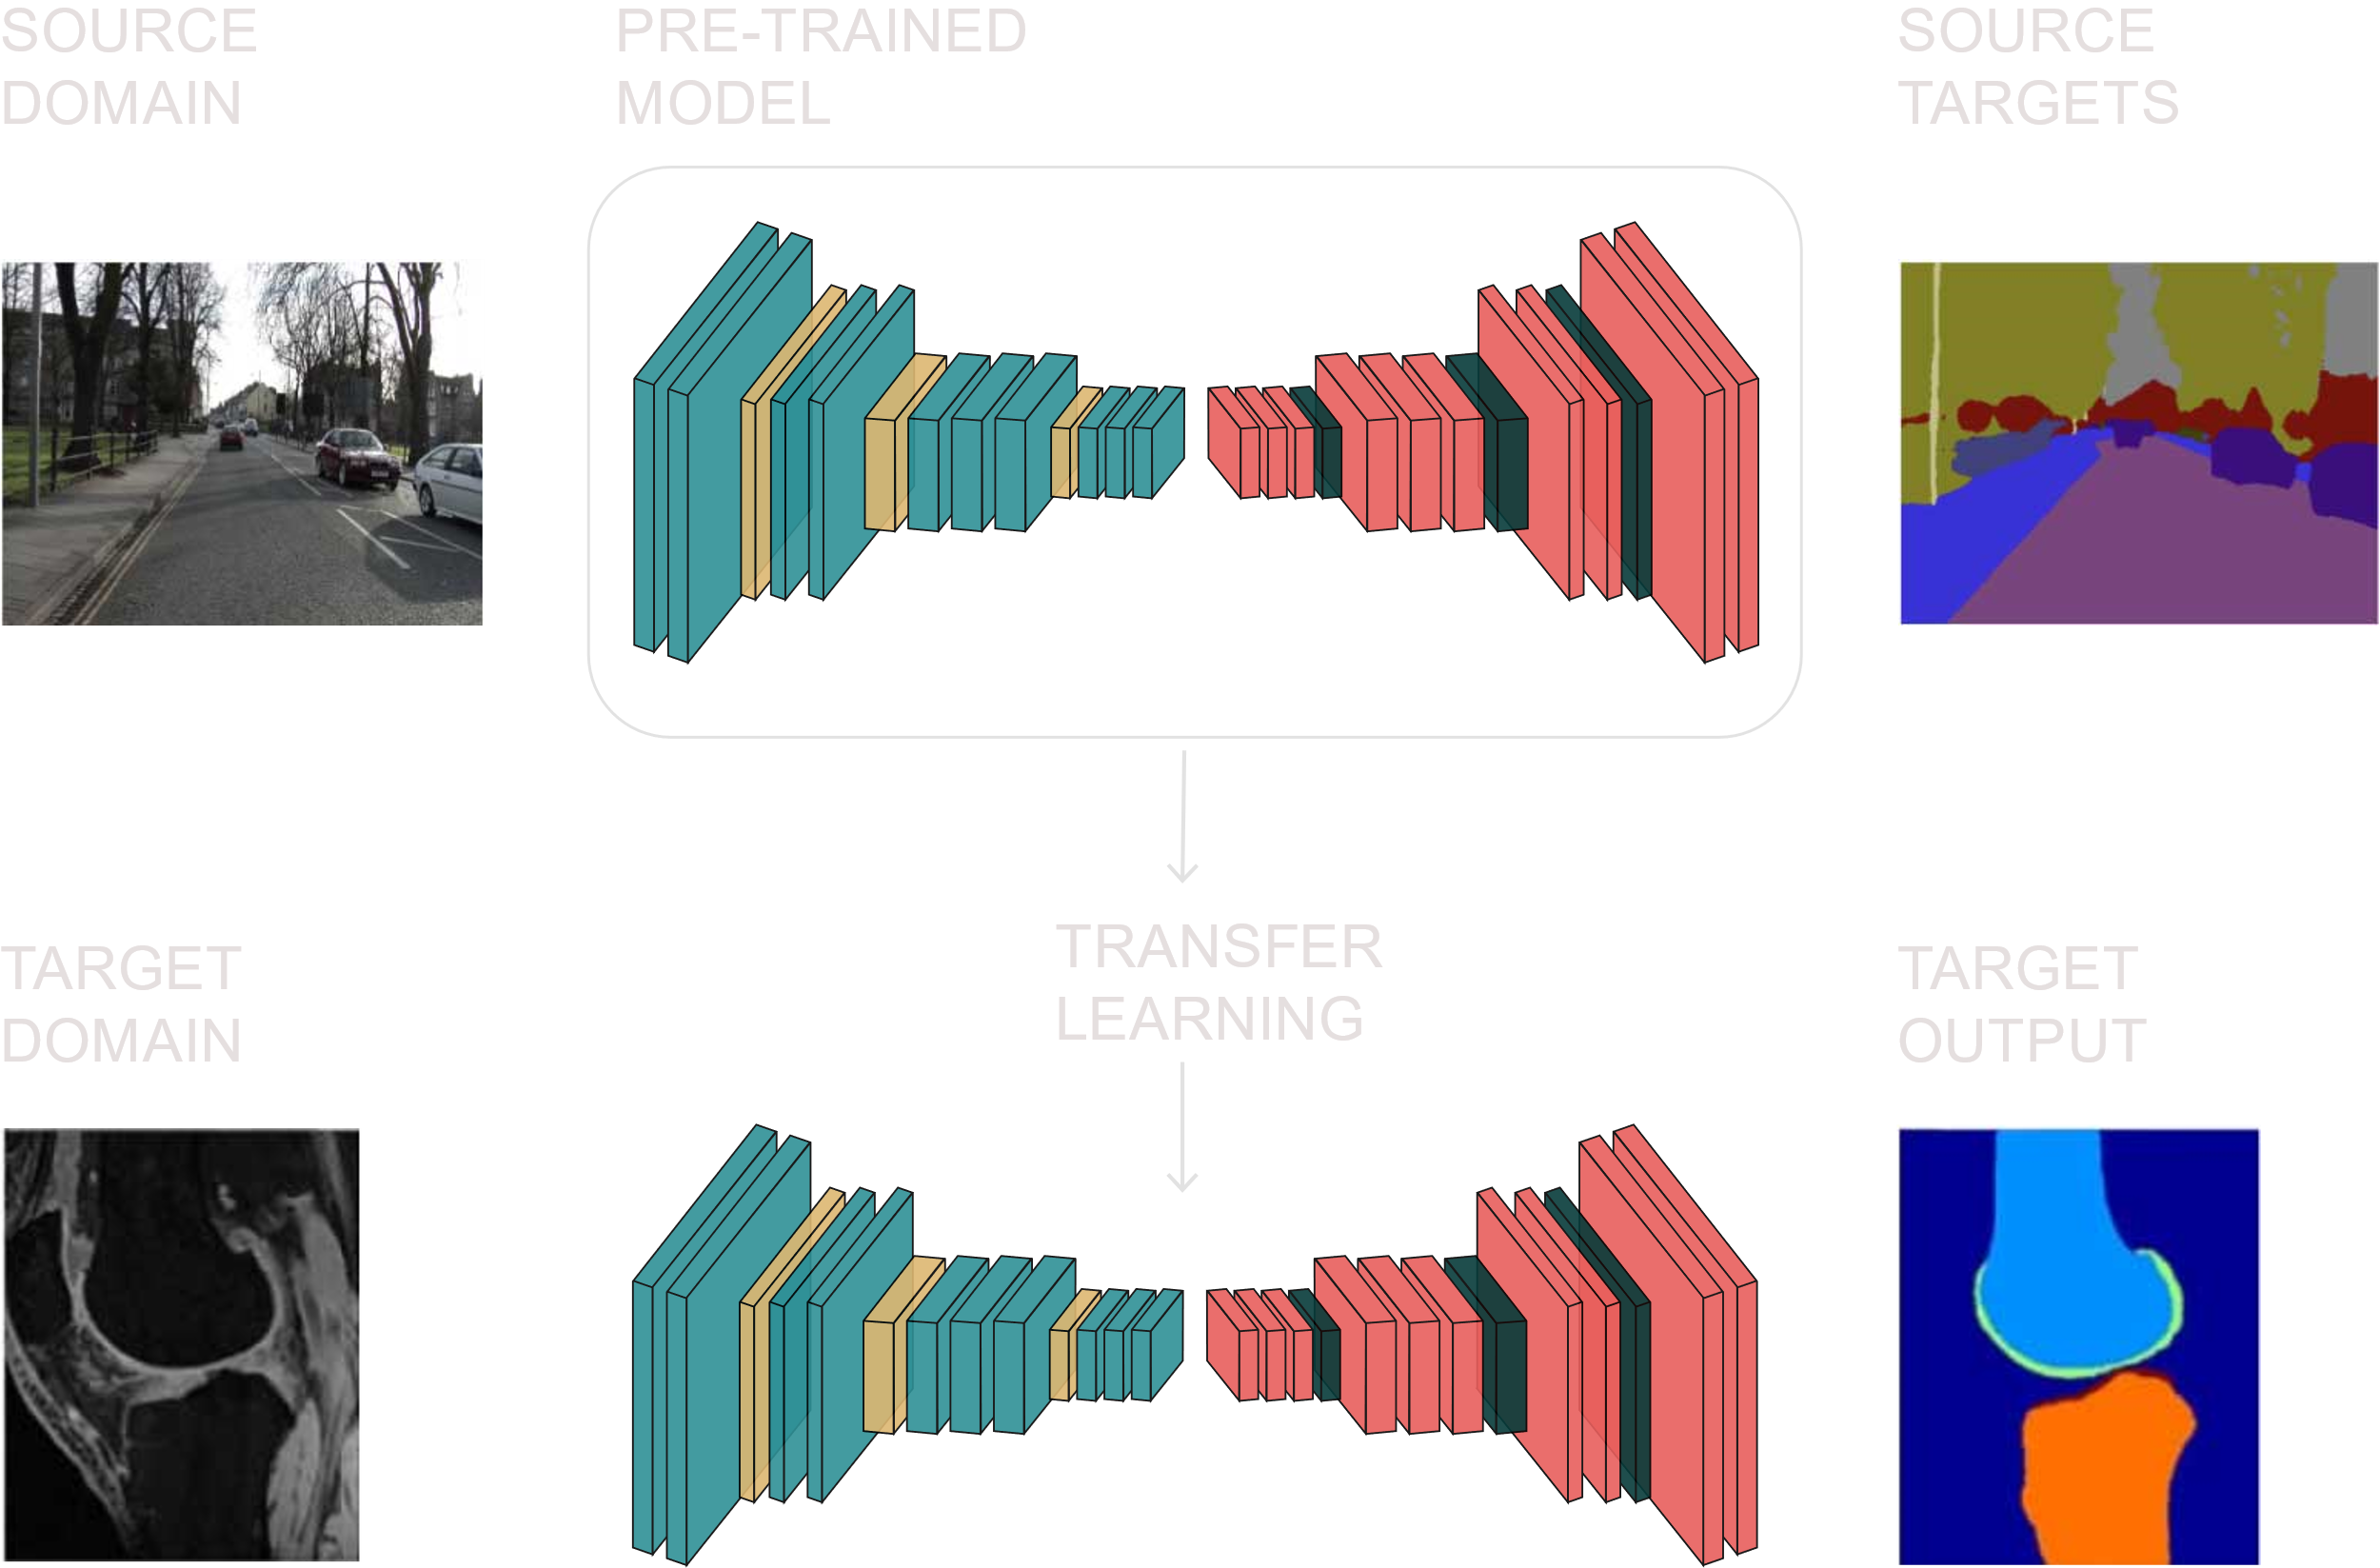 SOURCE
DOMAIN
PRE-TRAINED
MODEL
SOURCE
TARGETS
TRANSFER
LEARNING
TARGET
DOMAIN
TARGET
OUTPUT